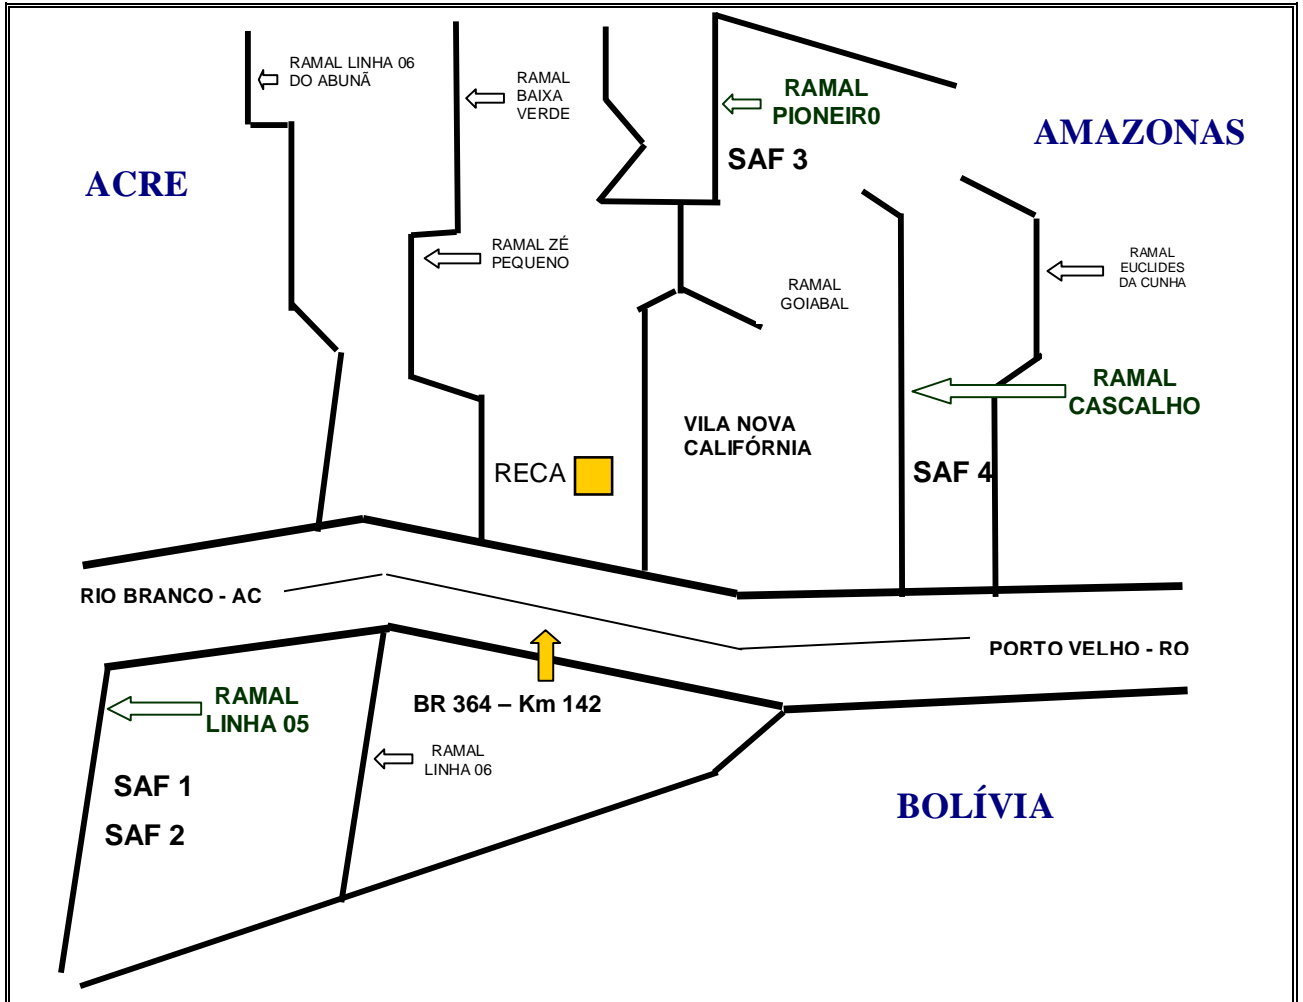 RAMAL LINHA 06
DO ABUNÃ
RAMAL
BAIXA
VERDE
RAMAL
PIONEIR0
SAF 3
AMAZONAS
ACRE
RAMAL ZÉ
PEQUENO
RAMAL
GOIABAL
RAMAL
EUCLIDES
DA CUNHA
RAMAL
CASCALHO
VILA NOVA
CALIFÓRNIA
RECA
SAF 4
RIO BRANCO - AC
PORTO VELHO - RO
RAMAL
LINHA 05
BR 364 – Km 142
RAMAL
LINHA 06
SAF 1
SAF 2
BOLÍVIA